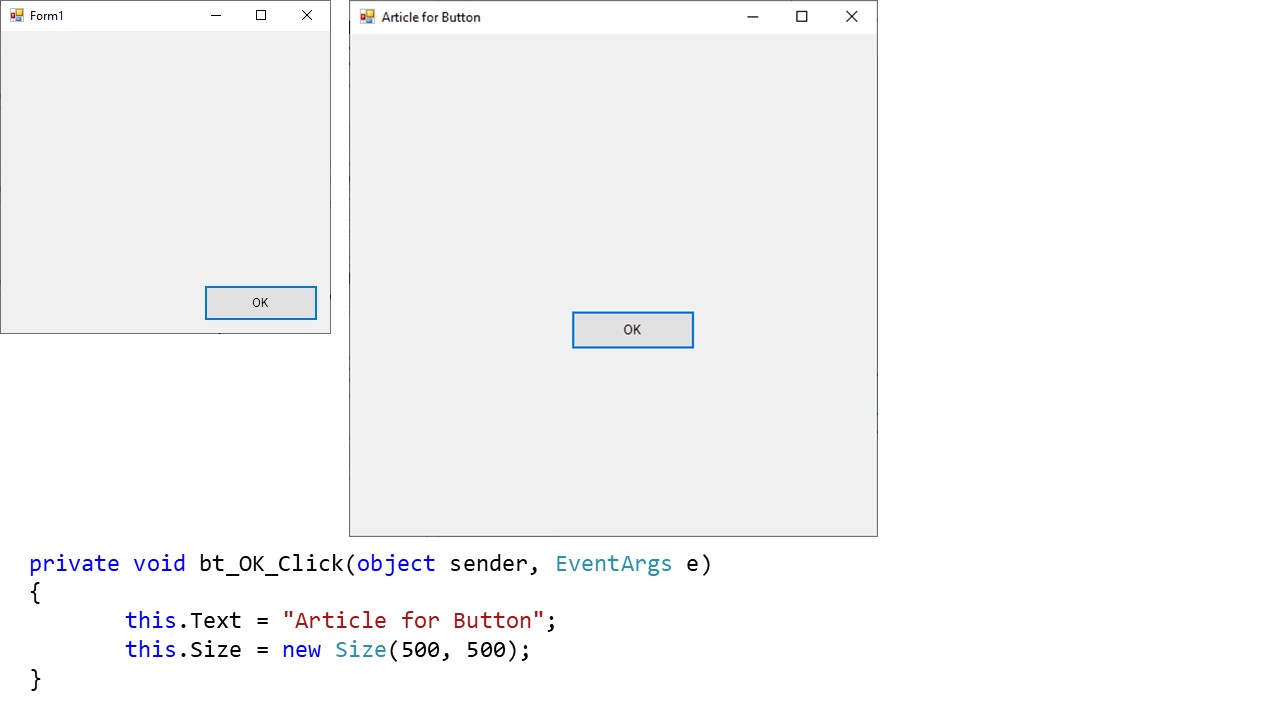 Form1
OK
Article for Button
OK
private void bt_OK_Click(object sender, EventArgs e)
{
this.Text = "Article for Button";
this.Size = new Size(500, 500);
}